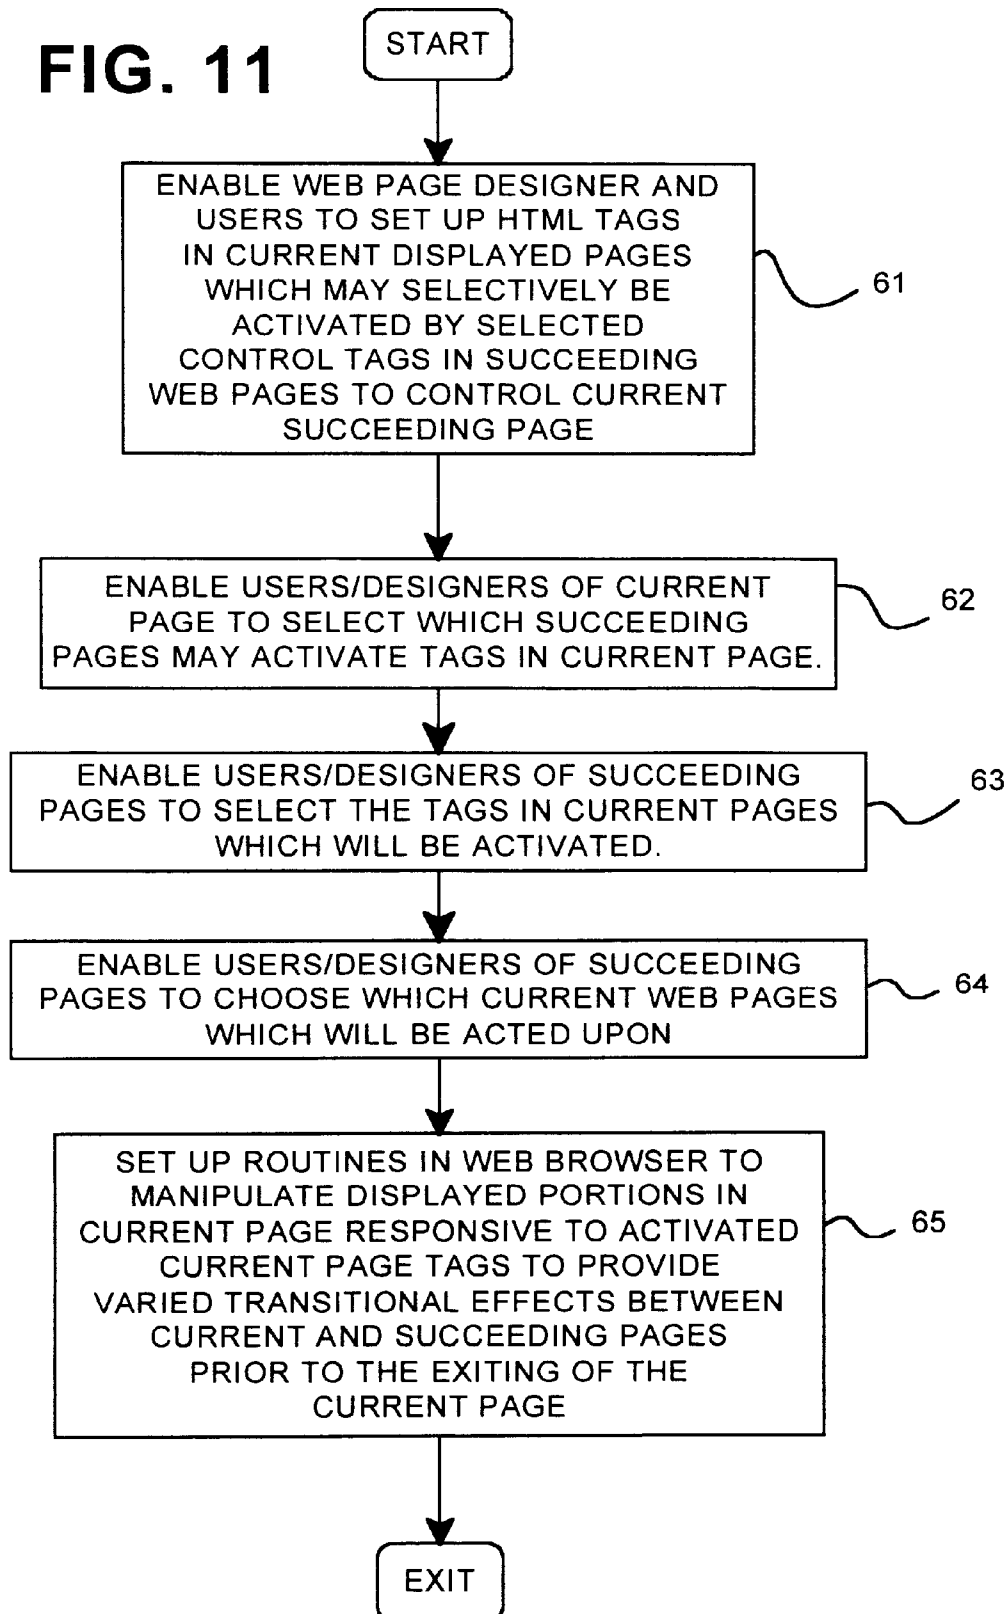 FIG. 11
START
ENABLE WEB PAGE DESIGNER AND
USERS TO SET UP HTML TAGS
IN CURRENT DISPLAYED PAGES
WHICH MAY SELECTIVELY BE
ACTIVATED BY SELECTED
CONTROL TAGS IN SUCCEEDING
WEB PAGES TO CONTROL CURRENT
SUCCEEDING PAGE
61
ENABLE USERS/DESIGNERS OF CURRENT
PAGE TO SELECT WHICH SUCCEEDING
PAGES MAY ACTIVATE TAGS IN CURRENT PAGE.
62
ENABLE USERS/DESIGNERS OF SUCCEEDING
PAGES TO SELECT THE TAGS IN CURRENT PAGES
WHICH WILL BE ACTIVATED.
63
ENABLE USERS/DESIGNERS OF SUCCEEDING
PAGES TO CHOOSE WHICH CURRENT WEB PAGES
WHICH WILL BE ACTED UPON
64
SET UP ROUTINES IN WEB BROWSER TO
MANIPULATE DISPLAYED PORTIONS IN
CURRENT PAGE RESPONSIVE TO ACTIVATED
CURRENT PAGE TAGS TO PROVIDE
VARIED TRANSITIONAL EFFECTS BETWEEN
CURRENT AND SUCCEEDING PAGES
PRIOR TO THE EXITING OF THE
CURRENT PAGE
65
EXIT